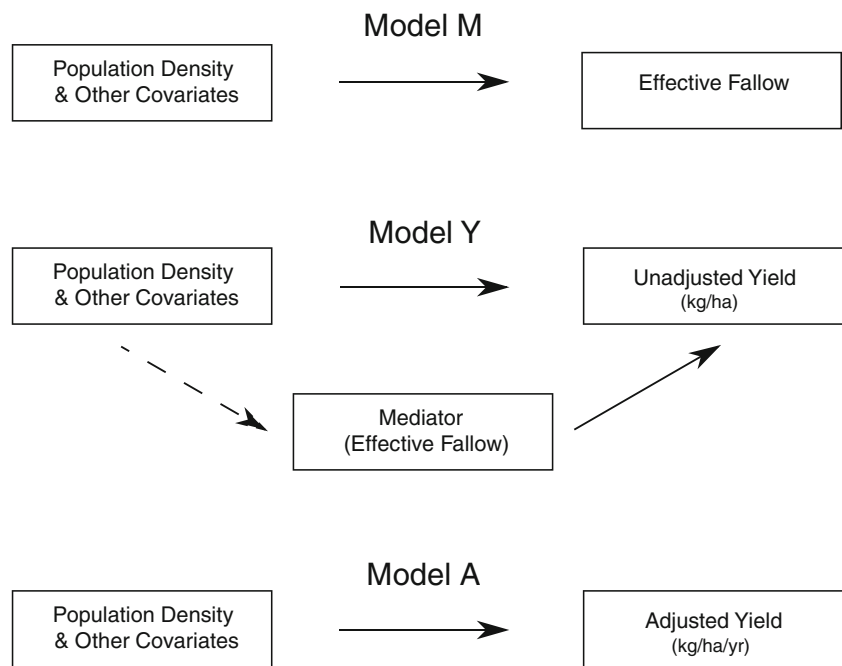 Model M
Population Density
& Other Covariates
Effective Fallow
Model Y
Population Density
& Other Covariates
Unadjusted Yield
(kg/ha)
Mediator
(Effective Fallow)
Model A
Population Density
& Other Covariates
Adjusted Yield
(kg/ha/yr)